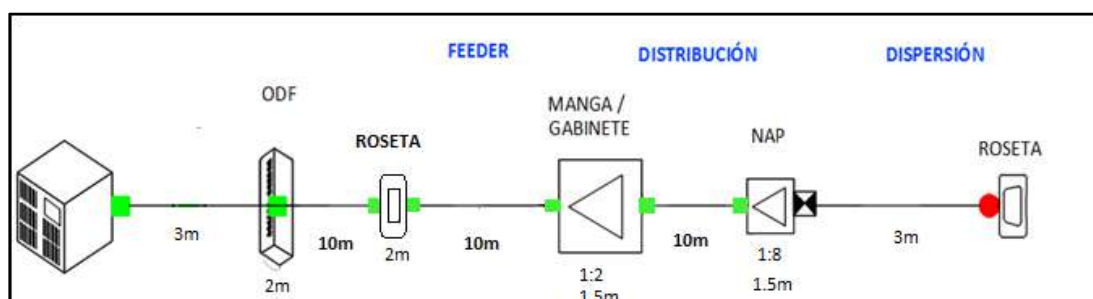 FEEDER
DISTRIBUCIÓN
DISPERSIÓN
ODF
MANGA /
GABINETE
ROSETA
NAP
ROSETA
3m
10m
2m
10m
10m
3m
2m
1:2
1.5m
1:8
1.5m